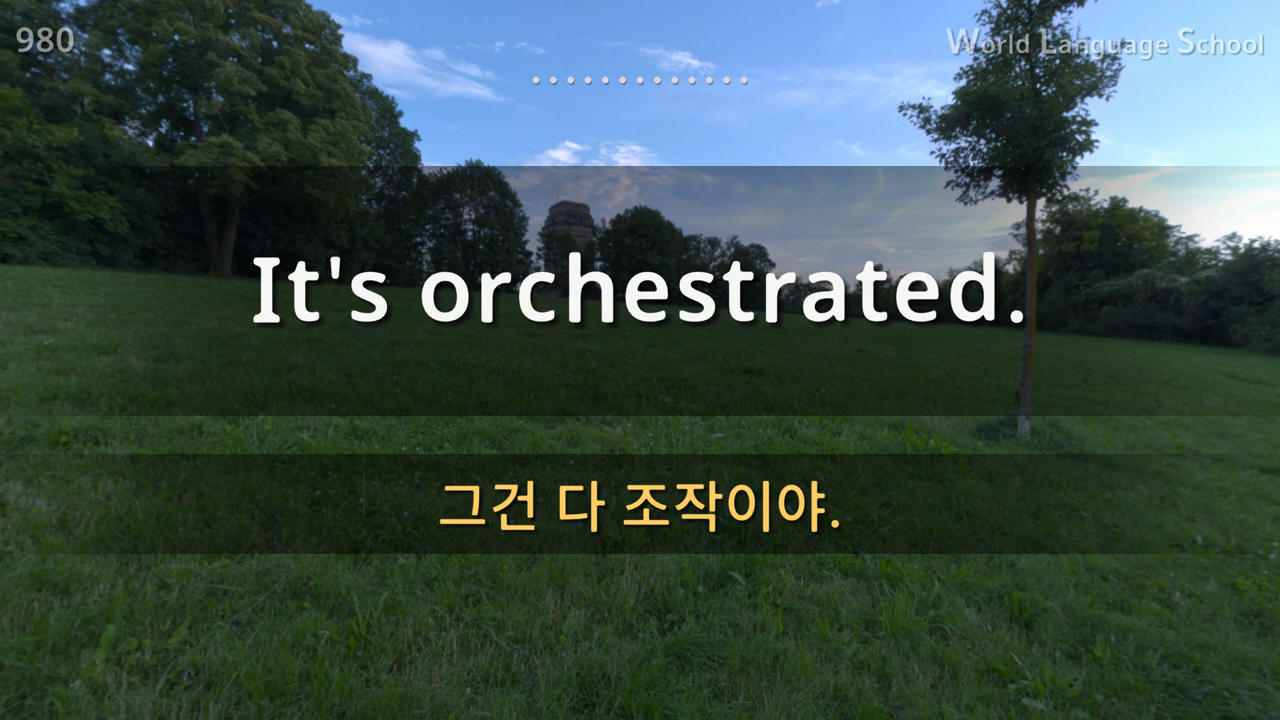 980
World Language School
It's orchestrated.
그건 다 조작이야.